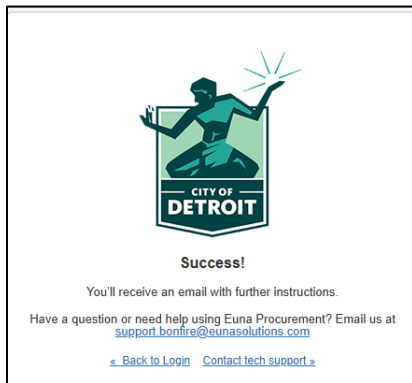 CITY OF
DETROIT
Success!
You'll receive an email with further instructions.
Have a question or need help using Euna Procurement? Email us at
support.bonfire@eunasolutions.com
« Back to Login Contact tech support »